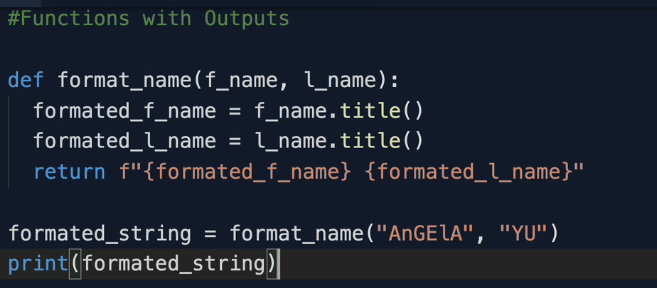 #Functions with Outputs
def format_name(f_name, l_name):
formated_f_name = f_name.title()
formated_l_name = l_name.title()
return f"{formated_f_name} {formated_l_name}"
formated_string = format_name("AnGElA", "YU")
print(formated_string)